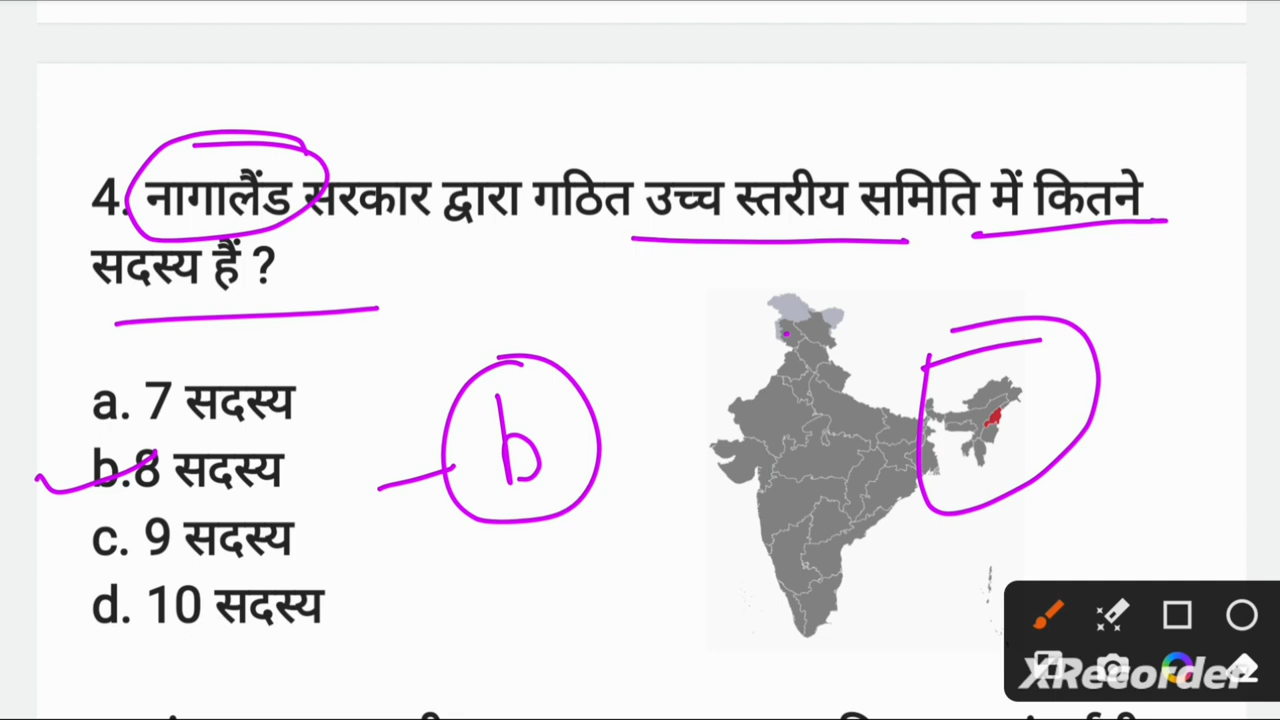 4. नागालैंड सरकार द्वारा गठित उच्च स्तरीय समिति में कितने
सदस्य हैं ?
a. 7 सदस्य
b.8 सदस्य
c. 9 सदस्य
d. 10 सदस्य
b
XRecorder